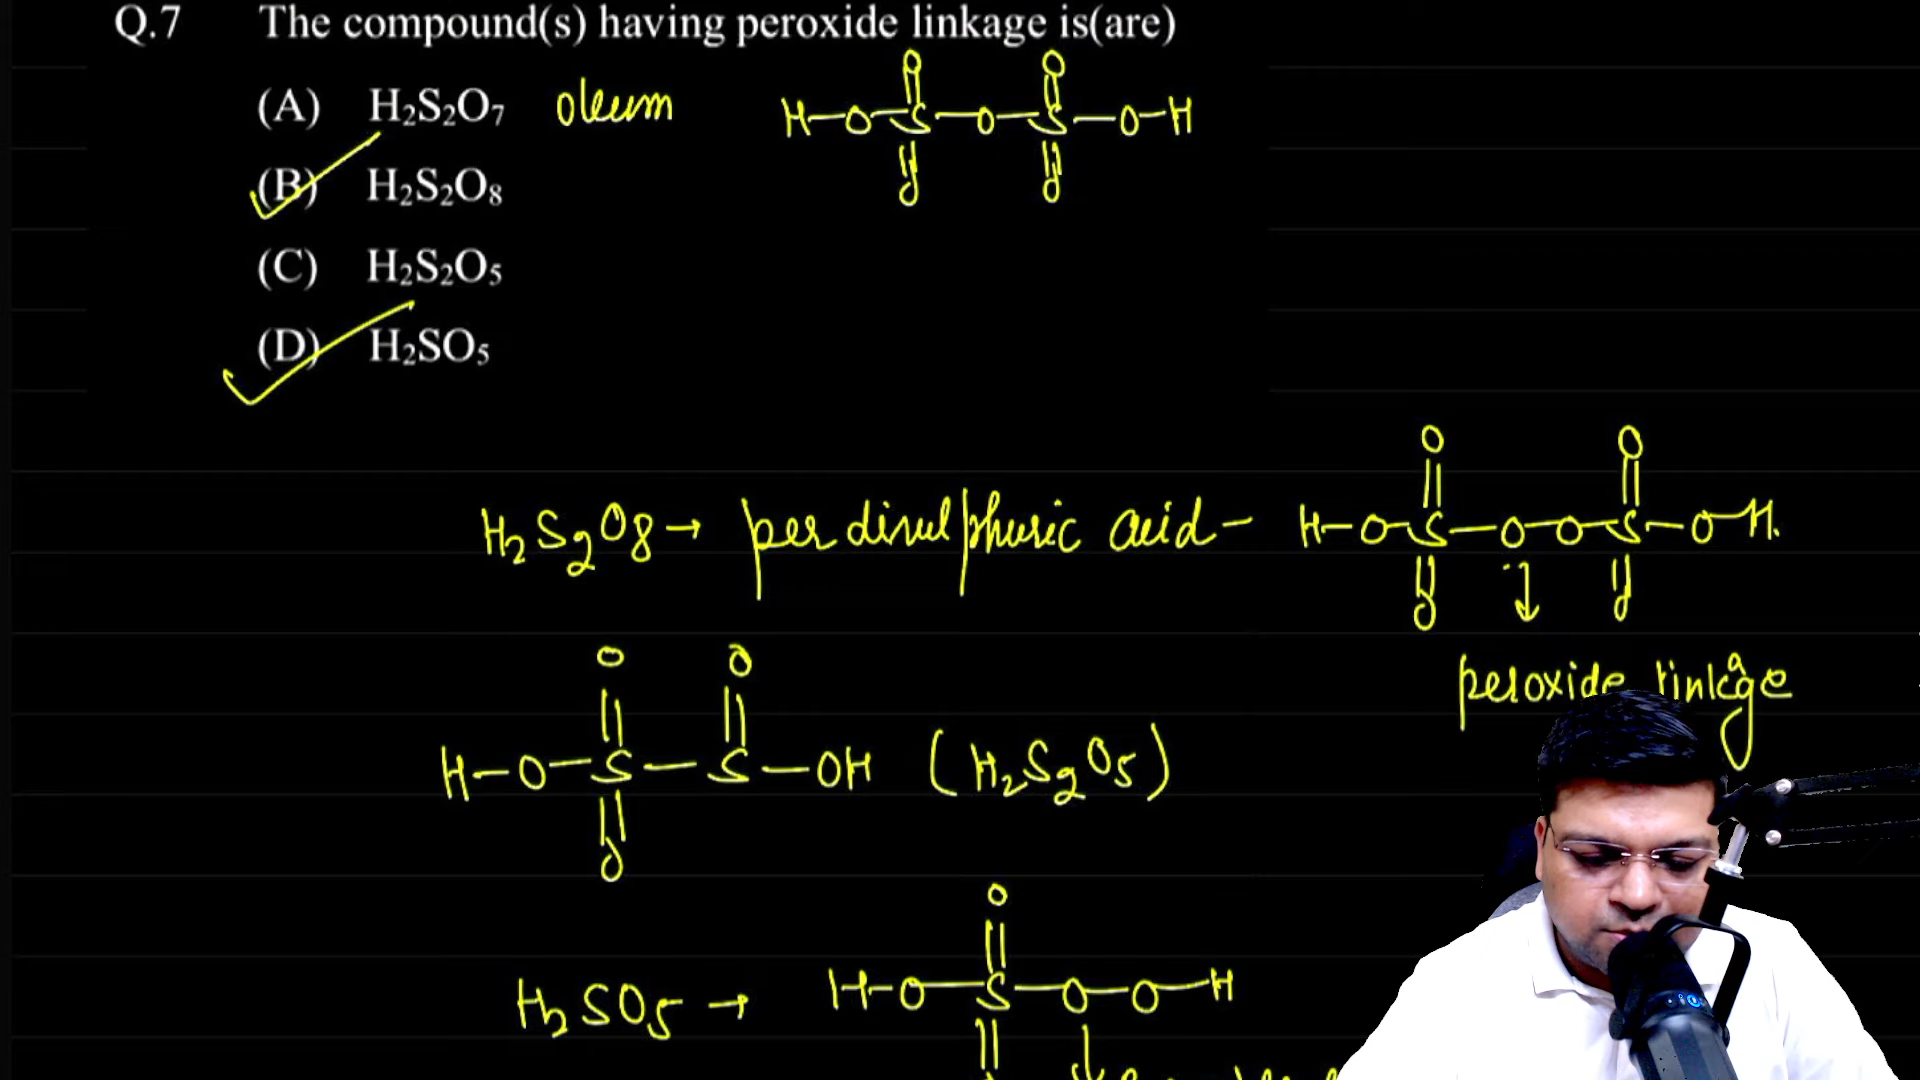 Q.7 The compound(s) having peroxide linkage is(are)
(A) H₂S₂O₇ oleum H–O–S–O–S–O–H
(B) H₂S₂O₈
(C) H₂S₂O₅
(D) H₂SO₅
O O
H₂S₂O₈ → per disulphuric acid – H–O–S–O–O–S–O–H.
O O
peroxide linkage
O O
H–O–S–S–OH (H₂S₂O₅)
O
O
H₂SO₅ → H–O–S–O–O–H